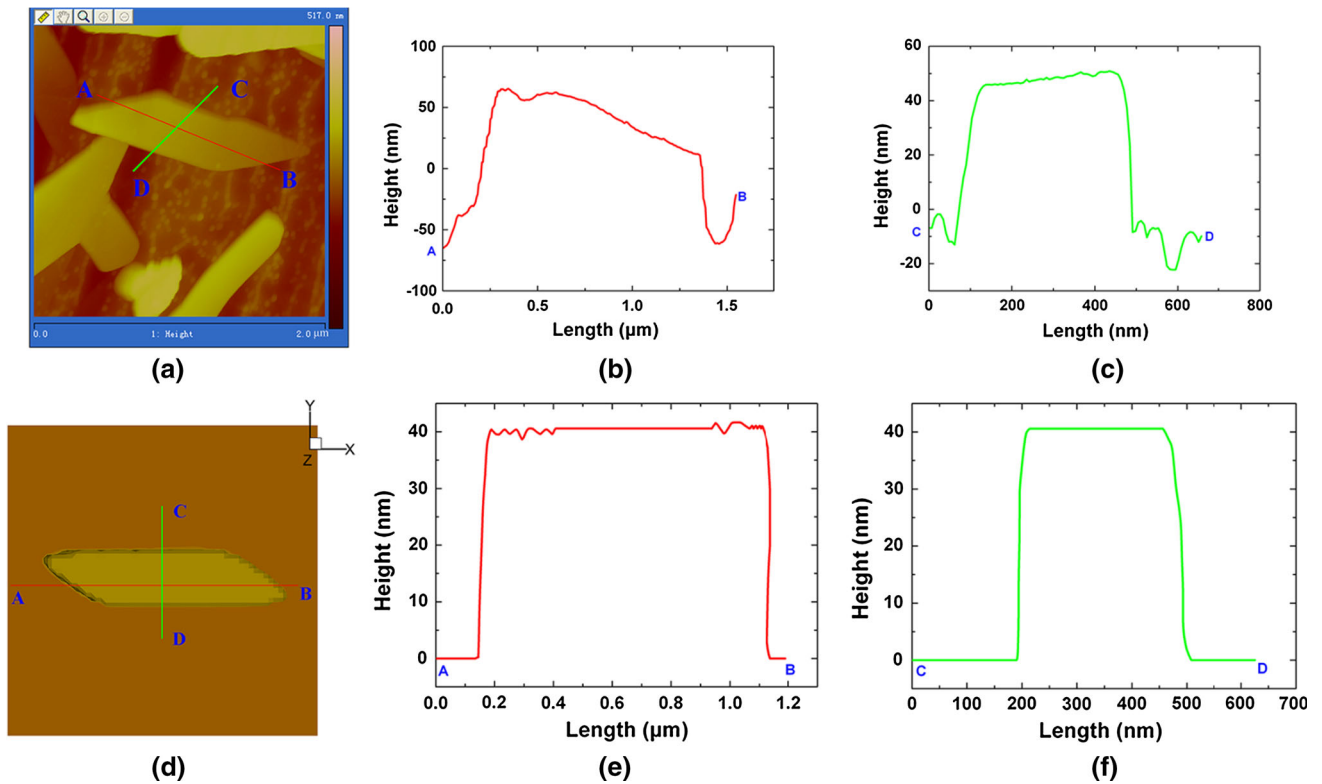 517.0 nm
A
C
D
B
0.0
1: Height
2.0 μm
(a)
100
50
0
-50
-100
Height (nm)
A
B
0.0
0.5
1.0
1.5
Length (μm)
(b)
60
40
20
0
-20
Height (nm)
C
D
0
200
400
600
800
Length (nm)
(c)
Y
X
Z
C
A
B
D
(d)
40
30
20
10
0
Height (nm)
A
B
0.0
0.2
0.4
0.6
0.8
1.0
1.2
Length (μm)
(e)
40
30
20
10
0
Height (nm)
C
D
0
100
200
300
400
500
600
700
Length (nm)
(f)